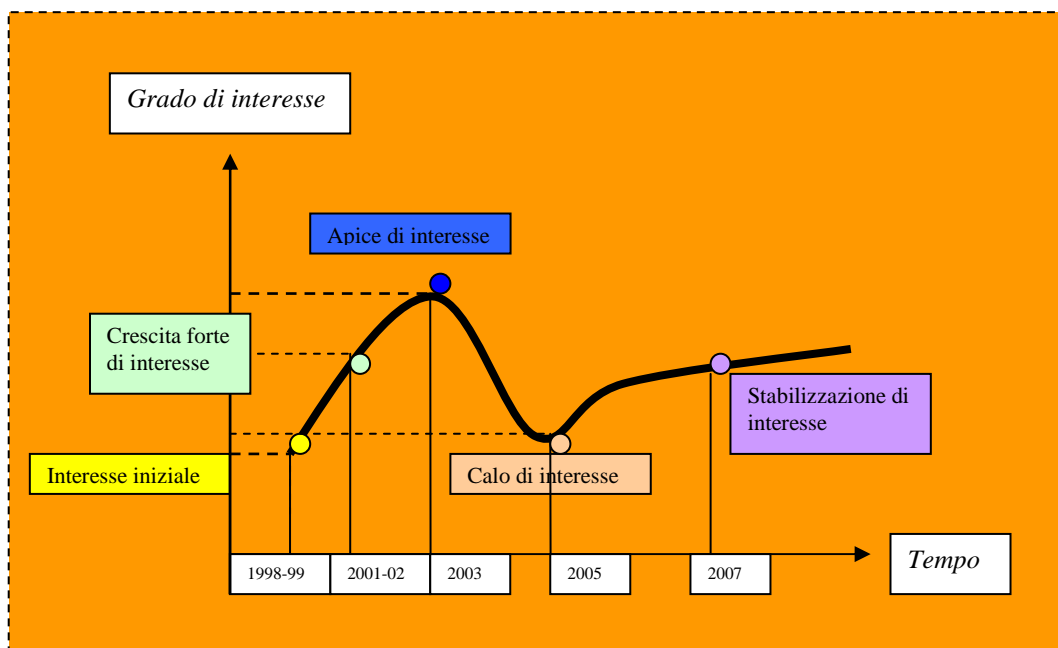 Grado di interesse
Apice di interesse
Crescita forte
di interesse
Stabilizzazione di
interesse
Interesse iniziale
Calo di interesse
1998-99
2001-02
2003
2005
2007
Tempo